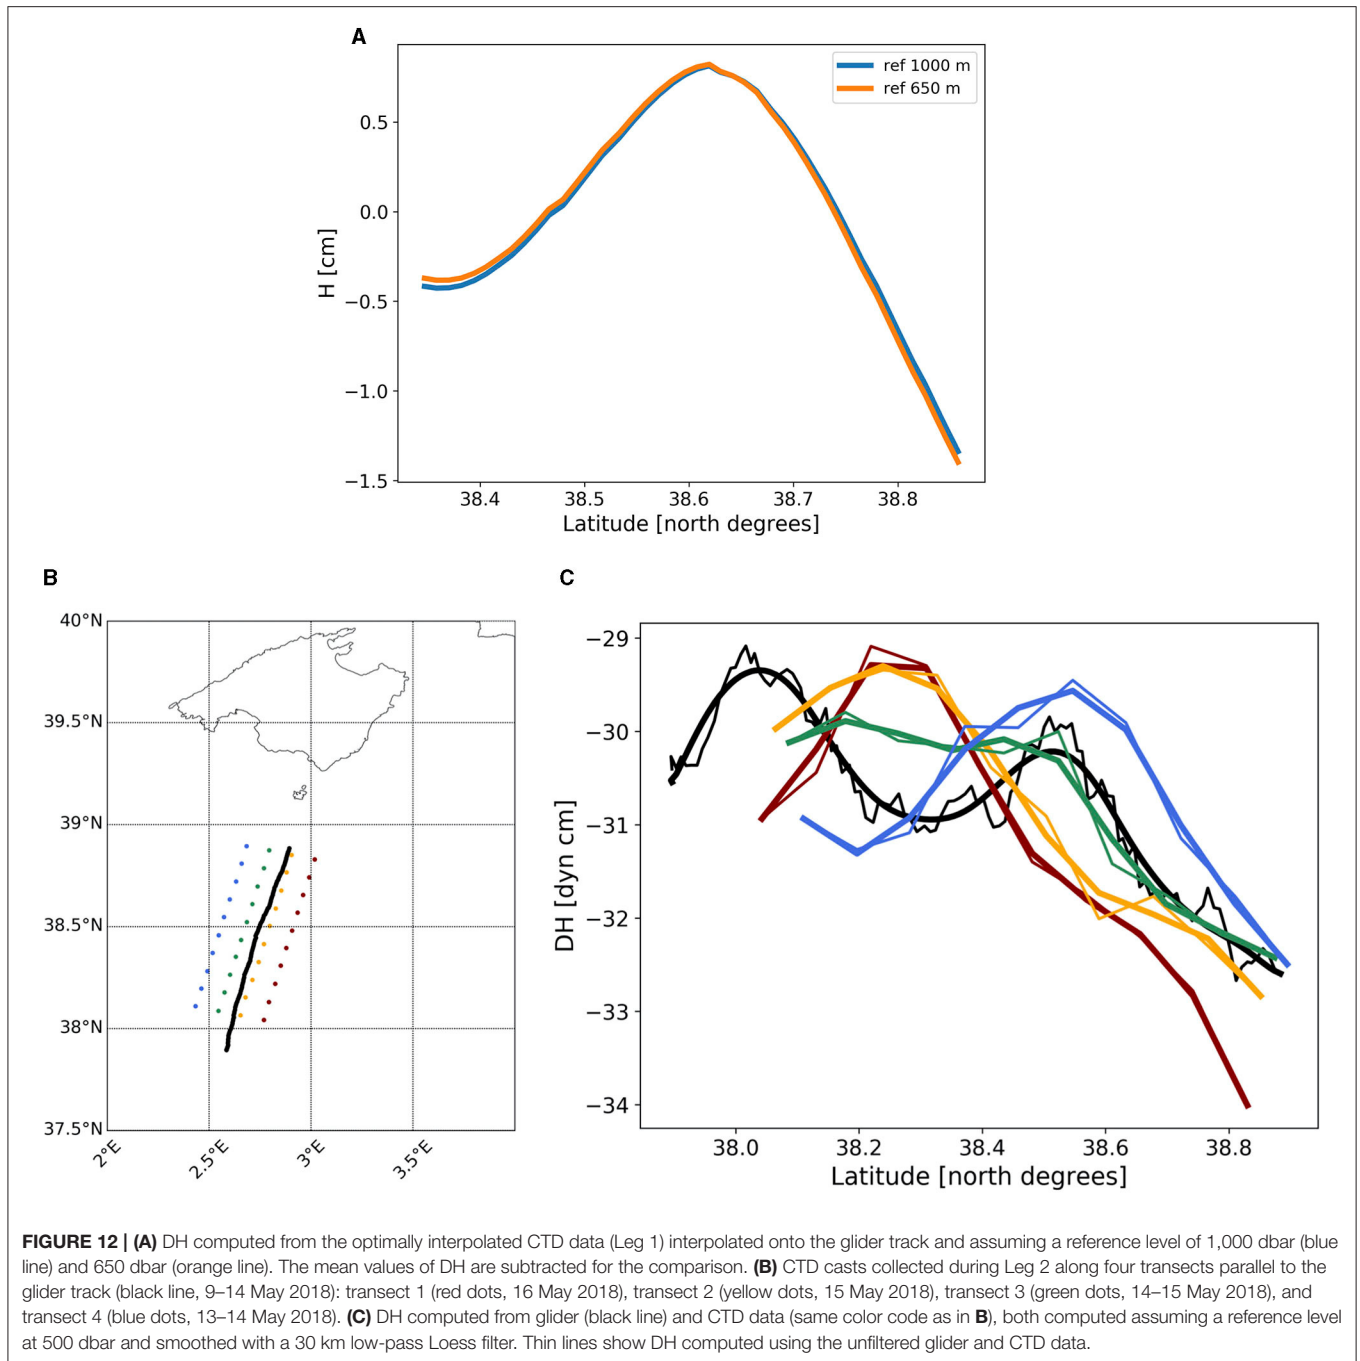 A
ref 1000 m
ref 650 m
H [cm]
0.5
0.0
−0.5
−1.0
−1.5
38.4 38.5 38.6 38.7 38.8
Latitude [north degrees]
B
40°N
39.5°N
39°N
38.5°N
38°N
37.5°N
2°E 2.5°E 3°E 3.5°E
C
DH [dyn cm]
−29
−30
−31
−32
−33
−34
38.0 38.2 38.4 38.6 38.8
Latitude [north degrees]
FIGURE 12 | (A) DH computed from the optimally interpolated CTD data (Leg 1) interpolated onto the glider track and assuming a reference level of 1,000 dbar (blue
line) and 650 dbar (orange line). The mean values of DH are subtracted for the comparison. (B) CTD casts collected during Leg 2 along four transects parallel to the
glider track (black line, 9–14 May 2018): transect 1 (red dots, 16 May 2018), transect 2 (yellow dots, 15 May 2018), transect 3 (green dots, 14–15 May 2018), and
transect 4 (blue dots, 13–14 May 2018). (C) DH computed from glider (black line) and CTD data (same color code as in B), both computed assuming a reference level
at 500 dbar and smoothed with a 30 km low-pass Loess filter. Thin lines show DH computed using the unfiltered glider and CTD data.